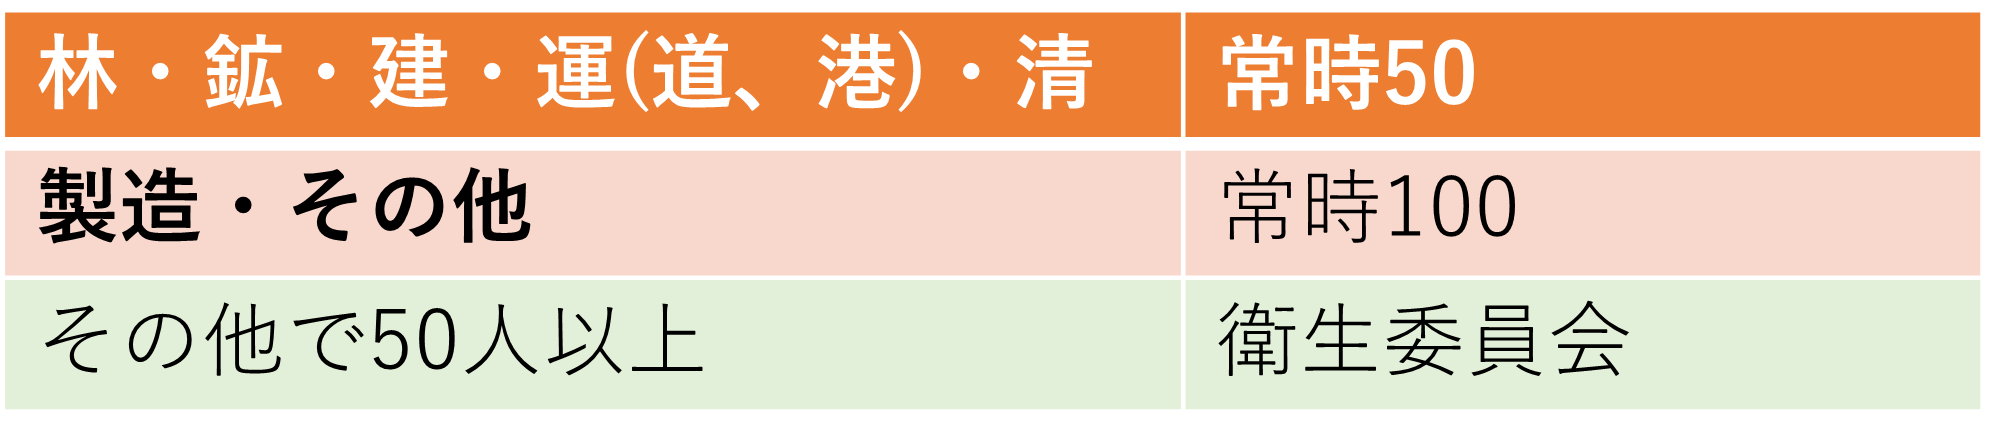 林・鉱・建・運(道、港)・清 常時50
製造・その他 常時100
その他で50人以上 衛生委員会